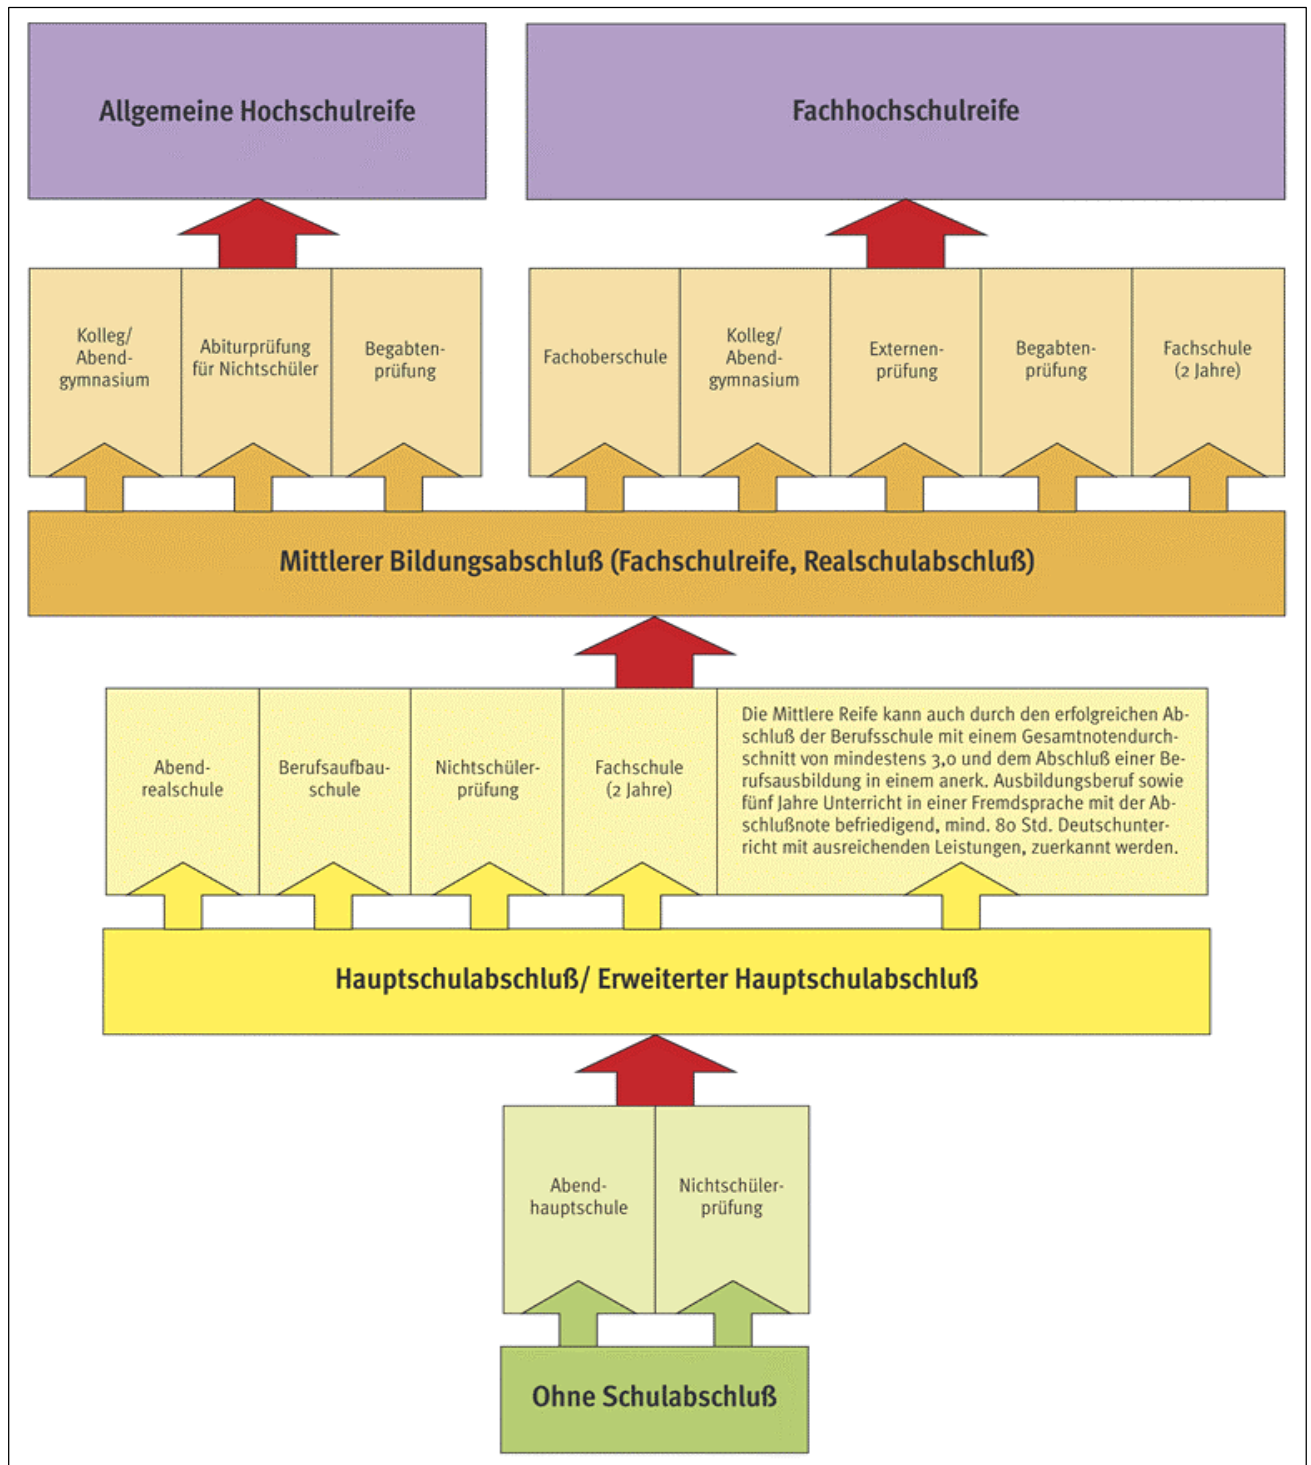 Allgemeine Hochschulreife
Fachhochschulreife
Kolleg/
Abend-
gymnasium
Abiturprüfung
für Nichtschüler
Begabten-
prüfung
Fachoberschule
Kolleg/
Abend-
gymnasium
Externen-
prüfung
Begabten-
prüfung
Fachschule
(2 Jahre)
Mittlerer Bildungsabschluß (Fachschulreife, Realschulabschluß)
Abend-
realschule
Berufsaufbau-
schule
Nichtschüler-
prüfung
Fachschule
(2 Jahre)
Die Mittlere Reife kann auch durch den erfolgreichen Ab-
schluß der Berufsschule mit einem Gesamtnotendurch-
schnitt von mindestens 3,0 und dem Abschluß einer Be-
rufsausbildung in einem anerk. Ausbildungsberuf sowie
fünf Jahre Unterricht in einer Fremdsprache mit der Ab-
schlußnote befriedigend, mind. 80 Std. Deutschunter-
richt mit ausreichenden Leistungen, zuerkannt werden.
Hauptschulabschluß/ Erweiterter Hauptschulabschluß
Abend-
hauptschule
Nichtschüler-
prüfung
Ohne Schulabschluß